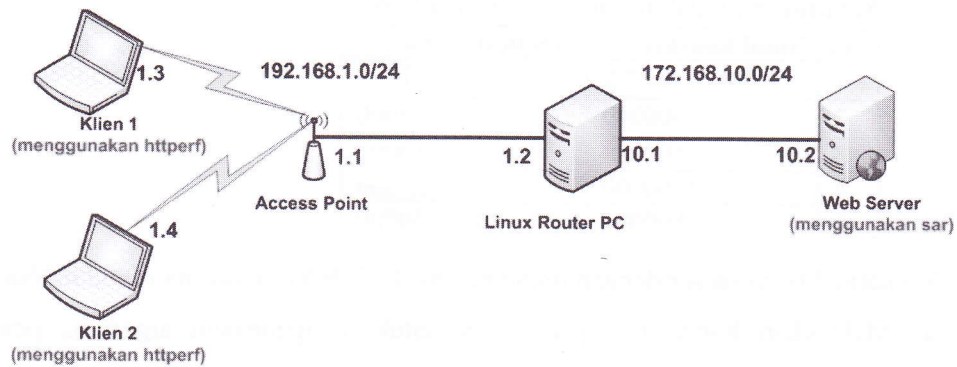 1.3
192.168.1.0/24
172.168.10.0/24
Klien 1
(menggunakan httperf)
1.1
1.2
10.1
10.2
Access Point
Linux Router PC
Web Server
(menggunakan sar)
1.4
Klien 2
(menggunakan httperf)